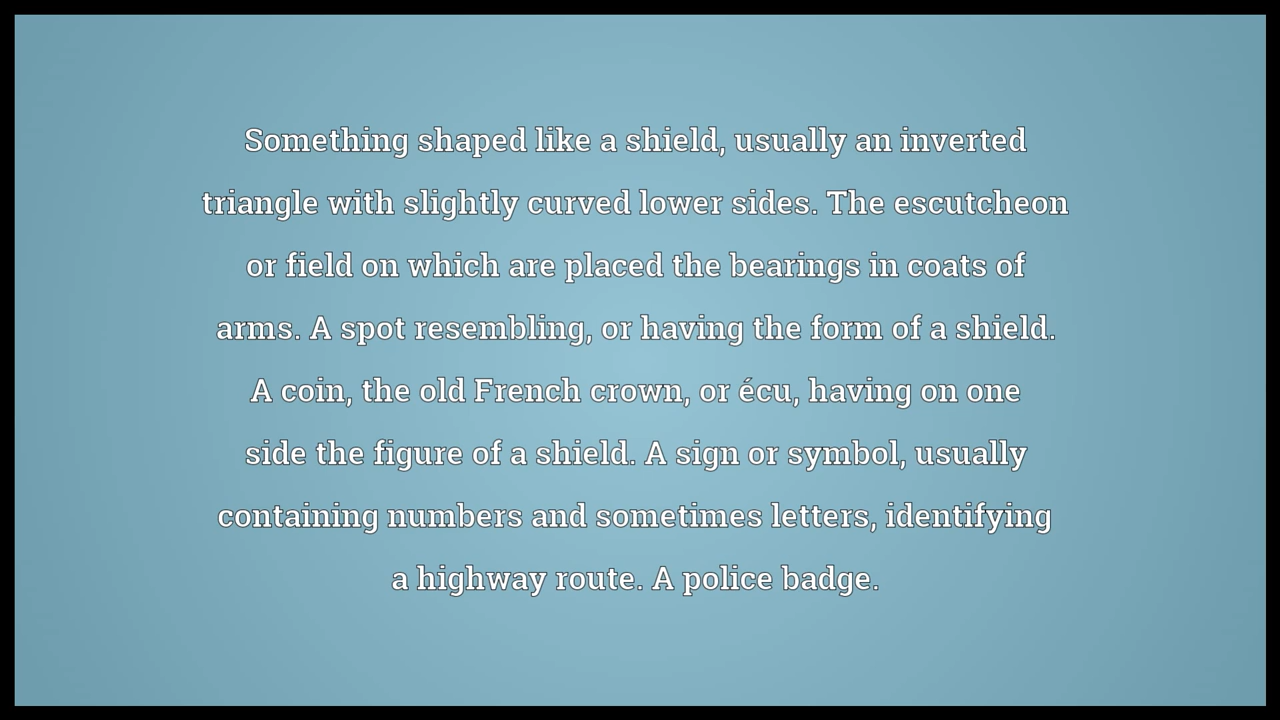 Something shaped like a shield, usually an inverted
triangle with slightly curved lower sides. The escutcheon
or field on which are placed the bearings in coats of
arms. A spot resembling, or having the form of a shield.
A coin, the old French crown, or écu, having on one
side the figure of a shield. A sign or symbol, usually
containing numbers and sometimes letters, identifying
a highway route. A police badge.